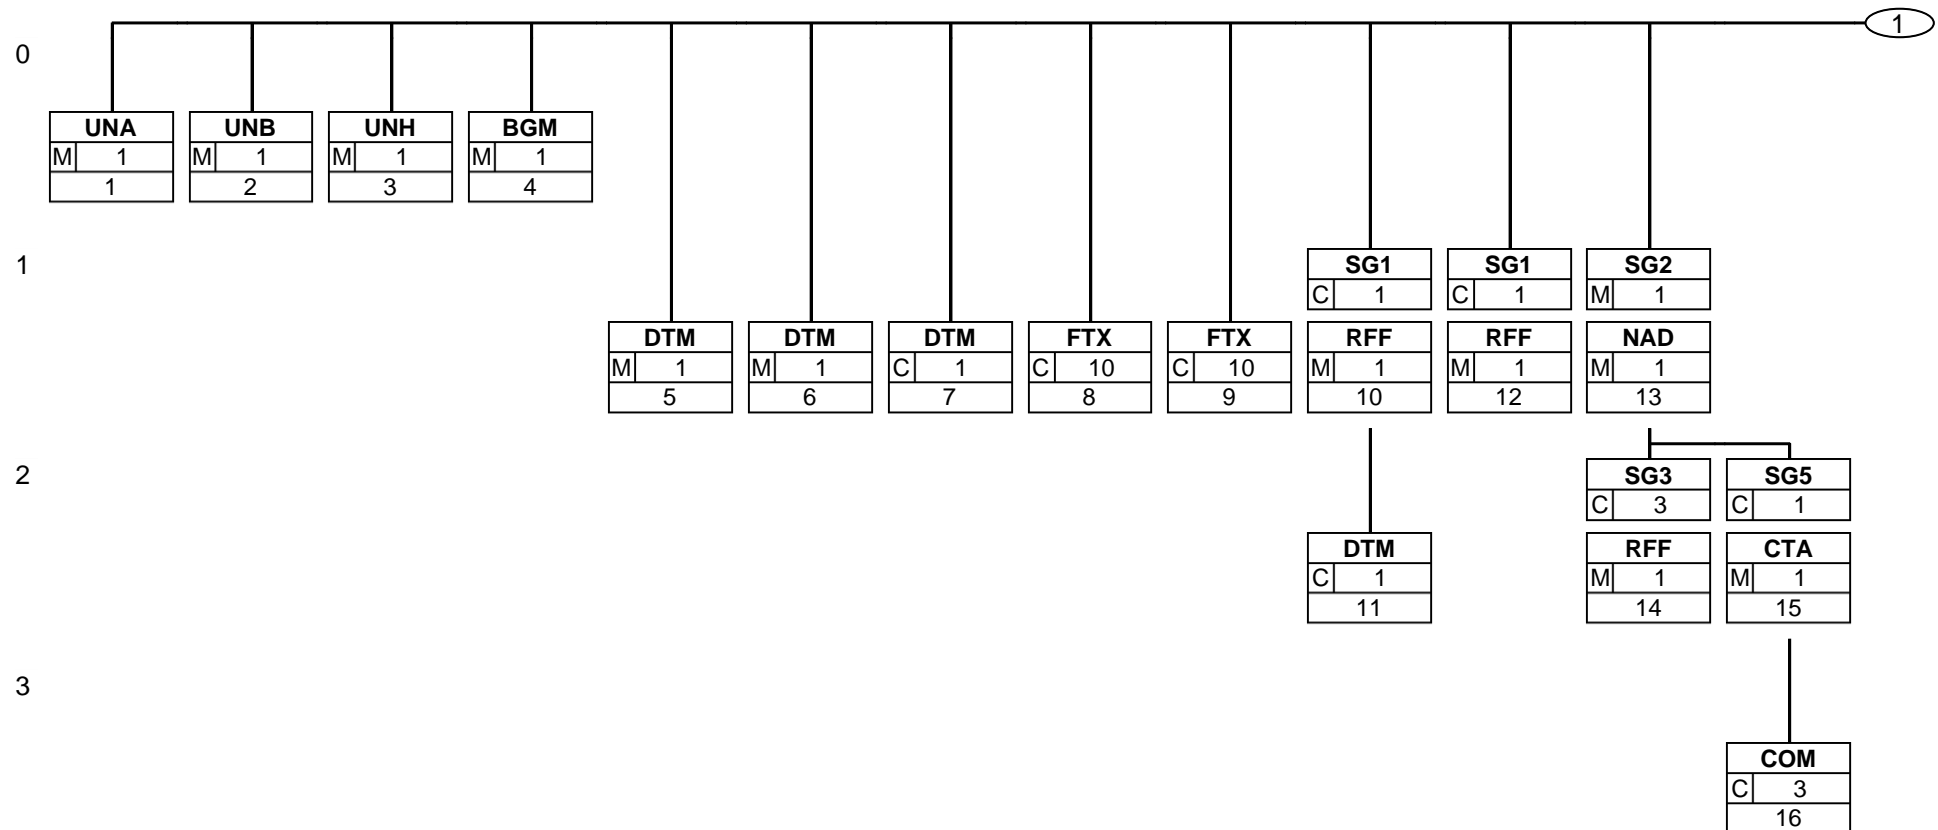 1
0
UNA UNB UNH BGM
M 1 M 1 M 1 M 1
1 2 3 4
1
SG1 SG1 SG2
C 1 C 1 M 1
DTM DTM DTM FTX FTX RFF RFF NAD
M 1 M 1 C 1 C 10 C 10 M 1 M 1 M 1
5 6 7 8 9 10 12 13
2
SG3 SG5
C 3 C 1
DTM RFF CTA
C 1 M 1 M 1
11 14 15
3
COM
C 3
16